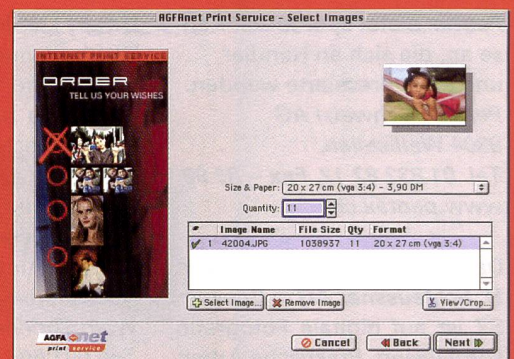 AGFAnet Print Service - Select Images
INTERNET PRINT SERVICE
ORDER
TELL US YOUR WISHES
Size & Paper: 20 x 27 cm (vga 3:4) - 3,90 DM
Quantity: 11
Image Name File Size Qty Format
1 42004.JPG 1038937 11 20 x 27 cm (vga 3:4)
Select Image... Remove Image View/Crop...
AGFA net
print service
Cancel Back Next